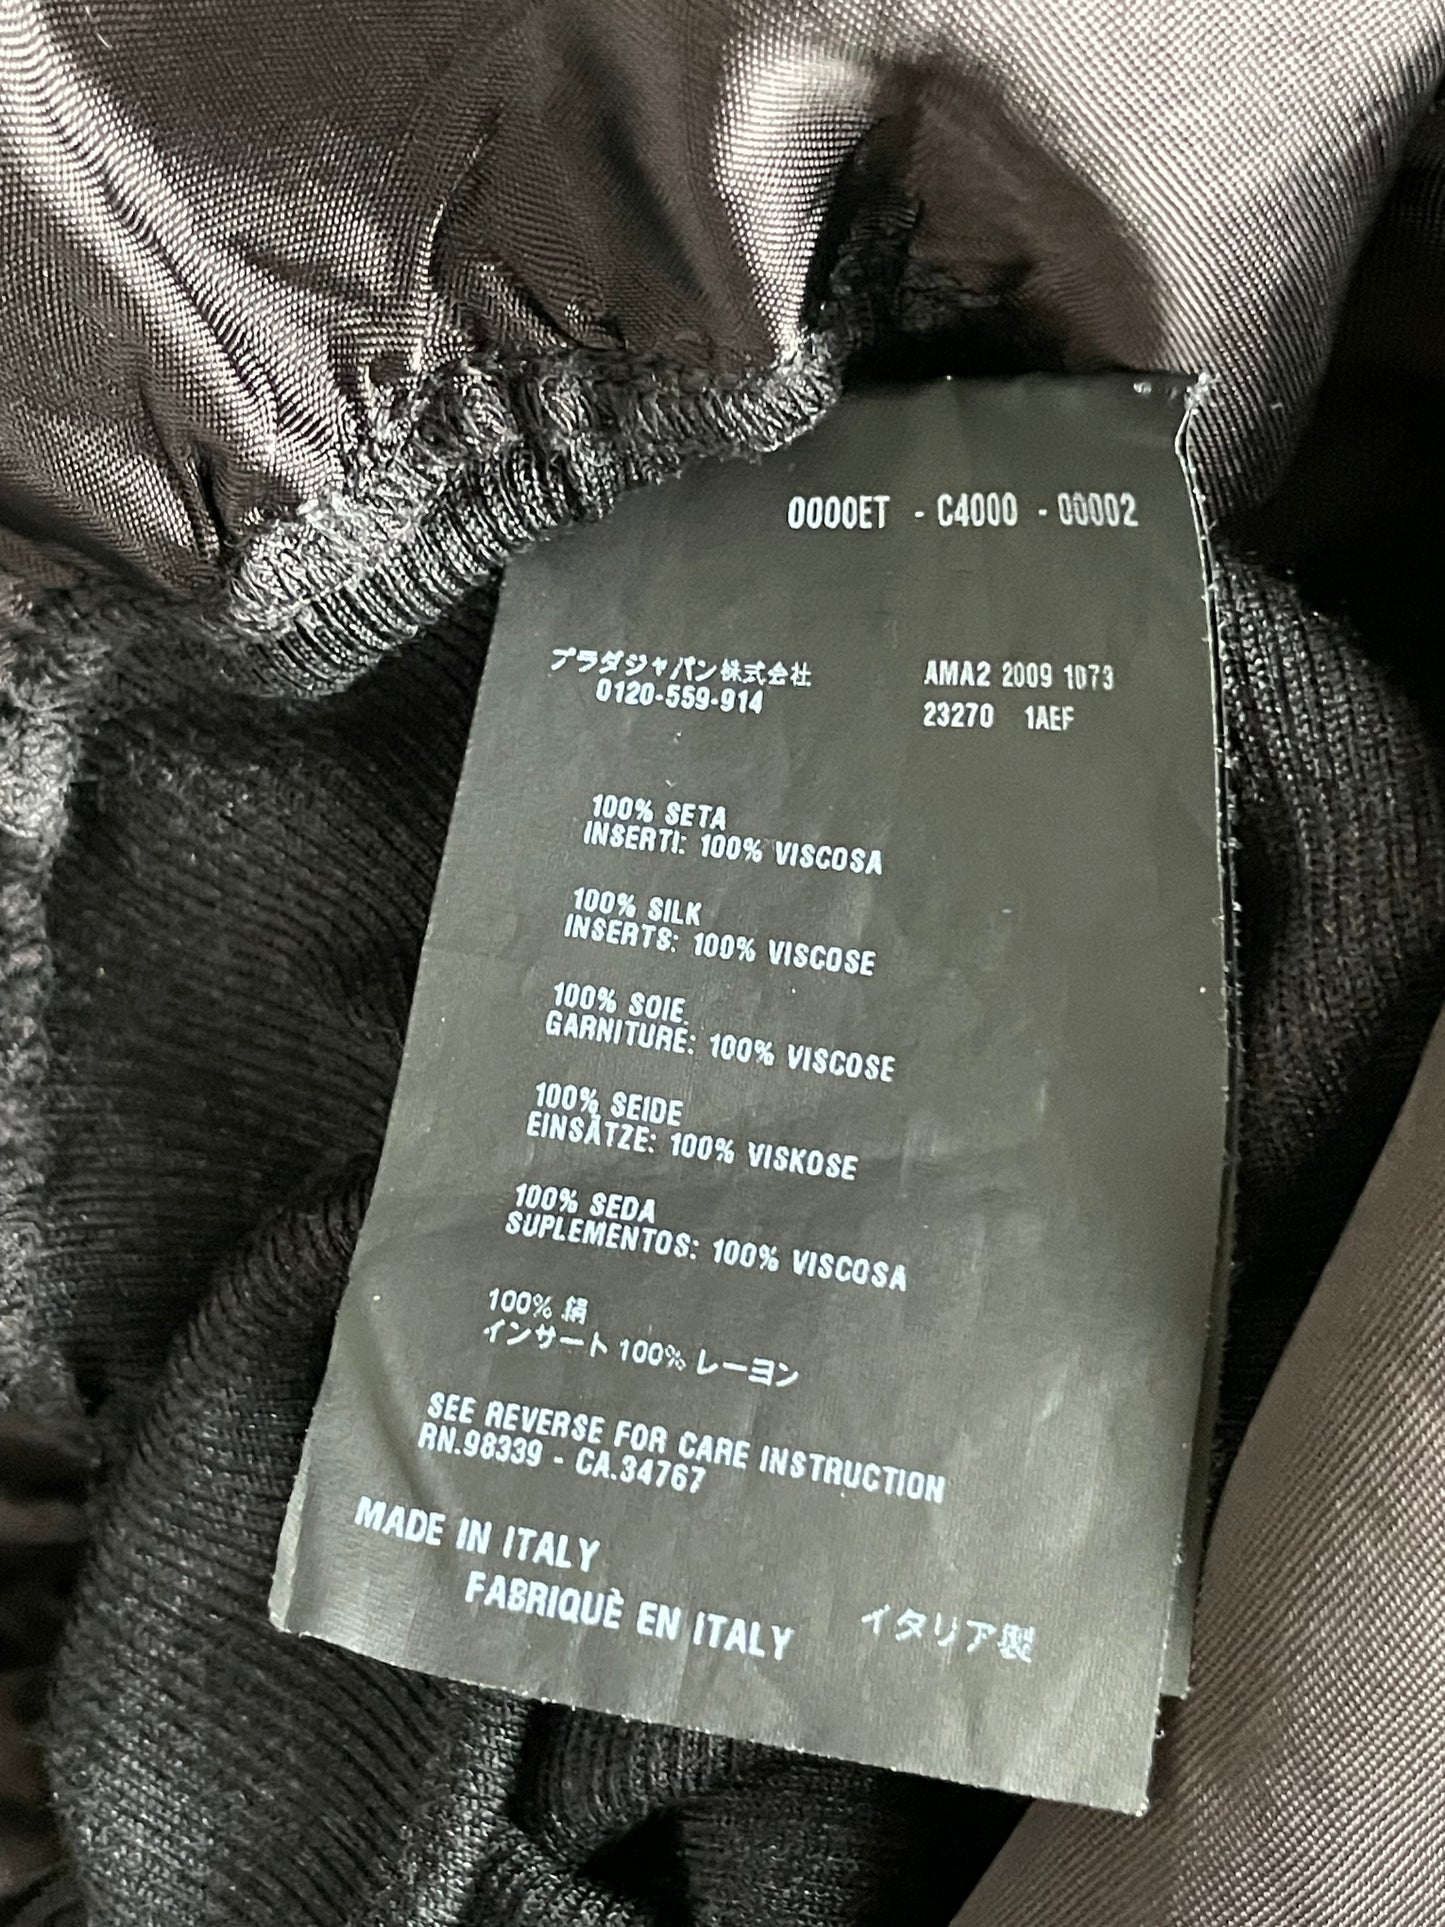 0000ET - C4000 - 00002
プラダジャパン株式会社
0120-559-914
AMA2 2009 1073
23270 1AEF
100% SETA
INSERTI: 100% VISCOSA
100% SILK
INSERTS: 100% VISCOSE
100% SOIE
GARNITURE: 100% VISCOSE
100% SEIDE
EINSÄTZE: 100% VISKOSE
100% SEDA
SUPLEMENTOS: 100% VISCOSA
100% 絹
インサート 100% レーヨン
SEE REVERSE FOR CARE INSTRUCTION
RN.98339 - CA.34767
MADE IN ITALY
FABRIQUÈ EN ITALY
イタリア製